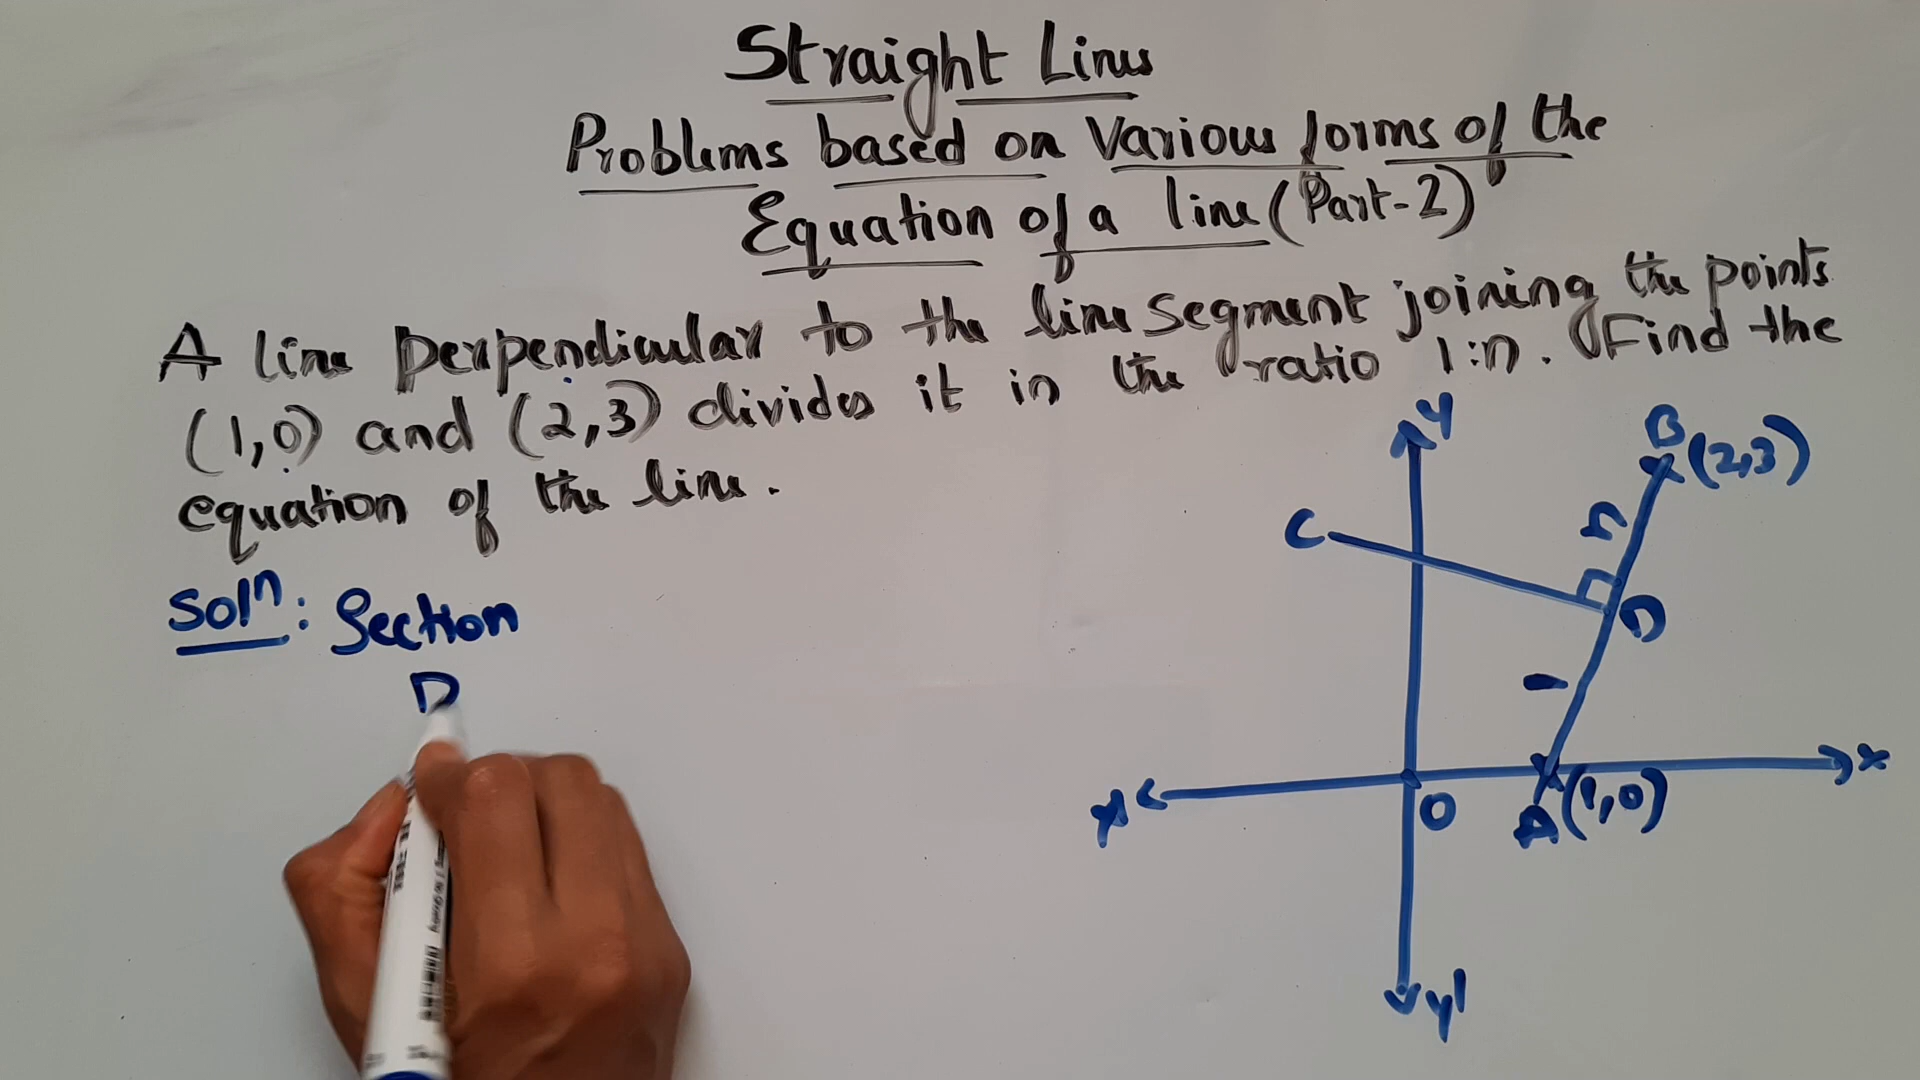 Straight Lines
Problems based on Various forms of the
Equation of a line (Part-2)
A line perpendicular to the line segment joining the points
(1,0) and (2,3) divides it in the ratio 1:n. Find the
equation of the line.
Soln: Section
D
Y
B (2,3)
C
n
D
1
X
O
A (1,0)
Y'